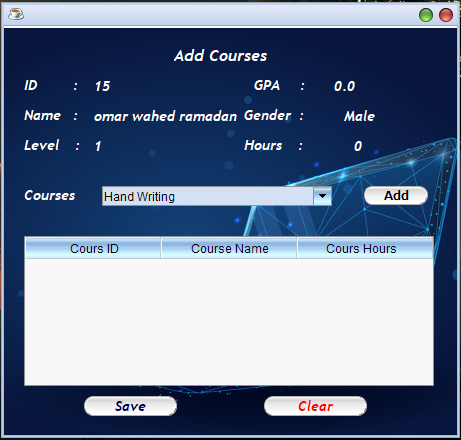 Add Courses
ID : 15 GPA : 0.0
Name : omar wahed ramadan Gender : Male
Level : 1 Hours : 0
Courses Hand Writing Add
Cours ID Course Name Cours Hours
Save Clear